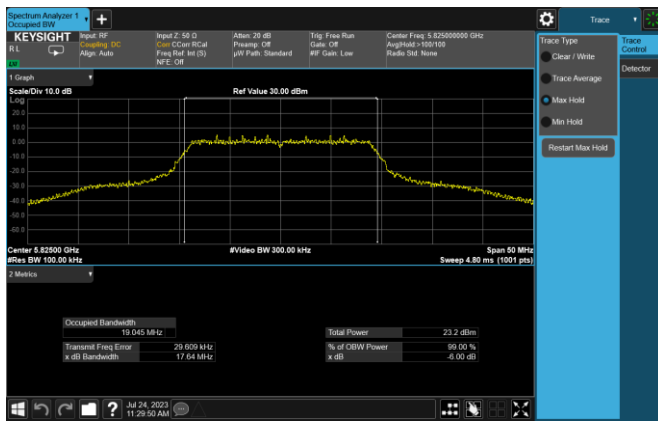 Spectrum Analyzer 1
Occupied BW
Trace
KEYSIGHT
R L
Input: RF
Coupling: DC
Align: Auto
Input Z: 50 Ω
Corr CCorr RCal
Freq Ref: Int (S)
NFE: Off
Atten: 20 dB
Preamp: Off
µW Path: Standard
Trig: Free Run
Gate: Off
#IF Gain: Low
Center Freq: 5.825000000 GHz
Avg|Hold:>100/100
Radio Std: None
Trace Type
Clear / Write
Trace Average
Max Hold
Min Hold
Restart Max Hold
Trace
Control
Detector
1 Graph
Scale/Div 10.0 dB
Ref Value 30.00 dBm
Log
20.0
10.0
0.00
-10.0
-20.0
-30.0
-40.0
-50.0
-60.0
Center 5.82500 GHz
#Video BW 300.00 kHz
Span 50 MHz
#Res BW 100.00 kHz
Sweep 4.80 ms (1001 pts)
2 Metrics
Occupied Bandwidth
19.045 MHz
Total Power 23.2 dBm
Transmit Freq Error 29.609 kHz
% of OBW Power 99.00 %
x dB Bandwidth 17.64 MHz
x dB -6.00 dB
Jul 24, 2023
11:29:50 AM